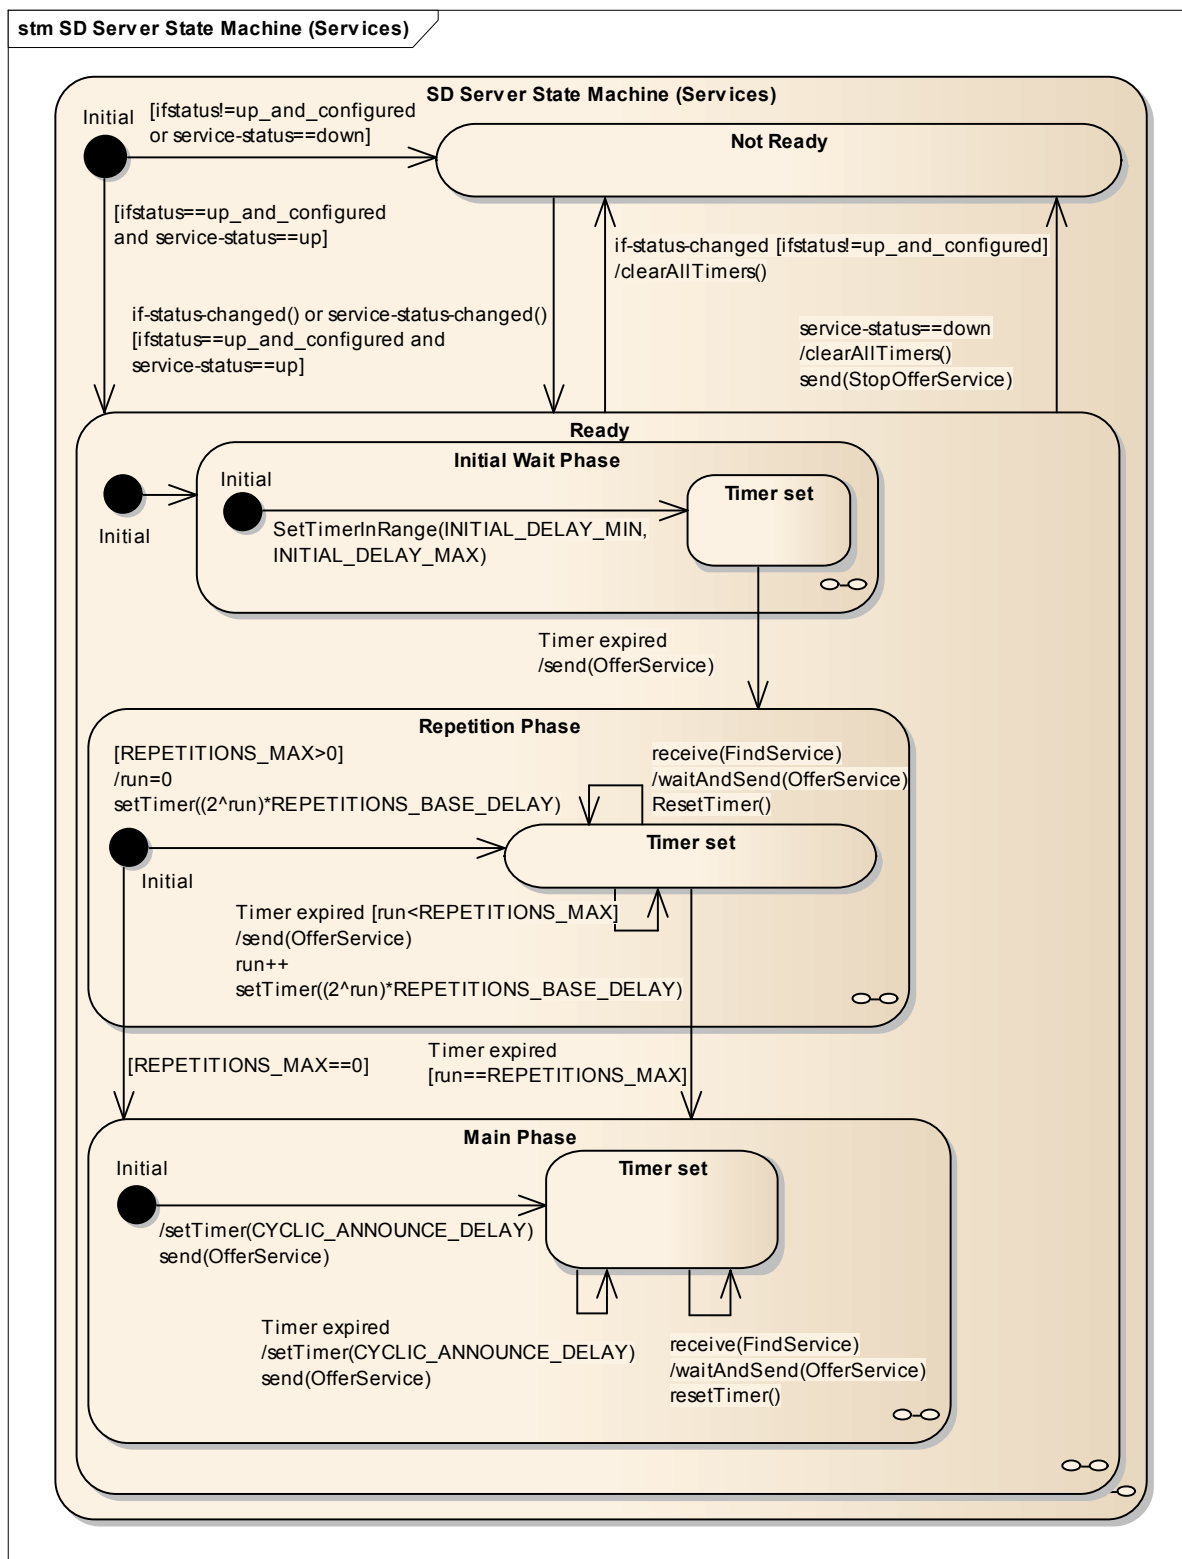 stm SD Server State Machine (Services)
SD Server State Machine (Services)
Initial
[ifstatus!=up_and_configured
or service-status==down]
Not Ready
[ifstatus==up_and_configured
and service-status==up]
if-status-changed [ifstatus!=up_and_configured]
/clearAllTimers()
if-status-changed() or service-status-changed()
[ifstatus==up_and_configured and
service-status==up]
service-status==down
/clearAllTimers()
send(StopOfferService)
Ready
Initial
Initial Wait Phase
Initial
Timer set
SetTimerInRange(INITIAL_DELAY_MIN,
INITIAL_DELAY_MAX)
Timer expired
/send(OfferService)
Repetition Phase
[REPETITIONS_MAX>0]
/run=0
setTimer((2^run)*REPETITIONS_BASE_DELAY)
receive(FindService)
/waitAndSend(OfferService)
ResetTimer()
Initial
Timer set
Timer expired [run<REPETITIONS_MAX]
/send(OfferService)
run++
setTimer((2^run)*REPETITIONS_BASE_DELAY)
[REPETITIONS_MAX==0]
Timer expired
[run==REPETITIONS_MAX]
Main Phase
Initial
Timer set
/setTimer(CYCLIC_ANNOUNCE_DELAY)
send(OfferService)
Timer expired
/setTimer(CYCLIC_ANNOUNCE_DELAY)
send(OfferService)
receive(FindService)
/waitAndSend(OfferService)
resetTimer()